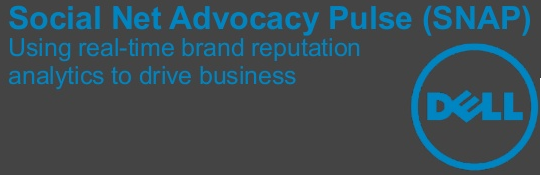 Social Net Advocacy Pulse (SNAP)
Using real-time brand reputation
analytics to drive business
DELL